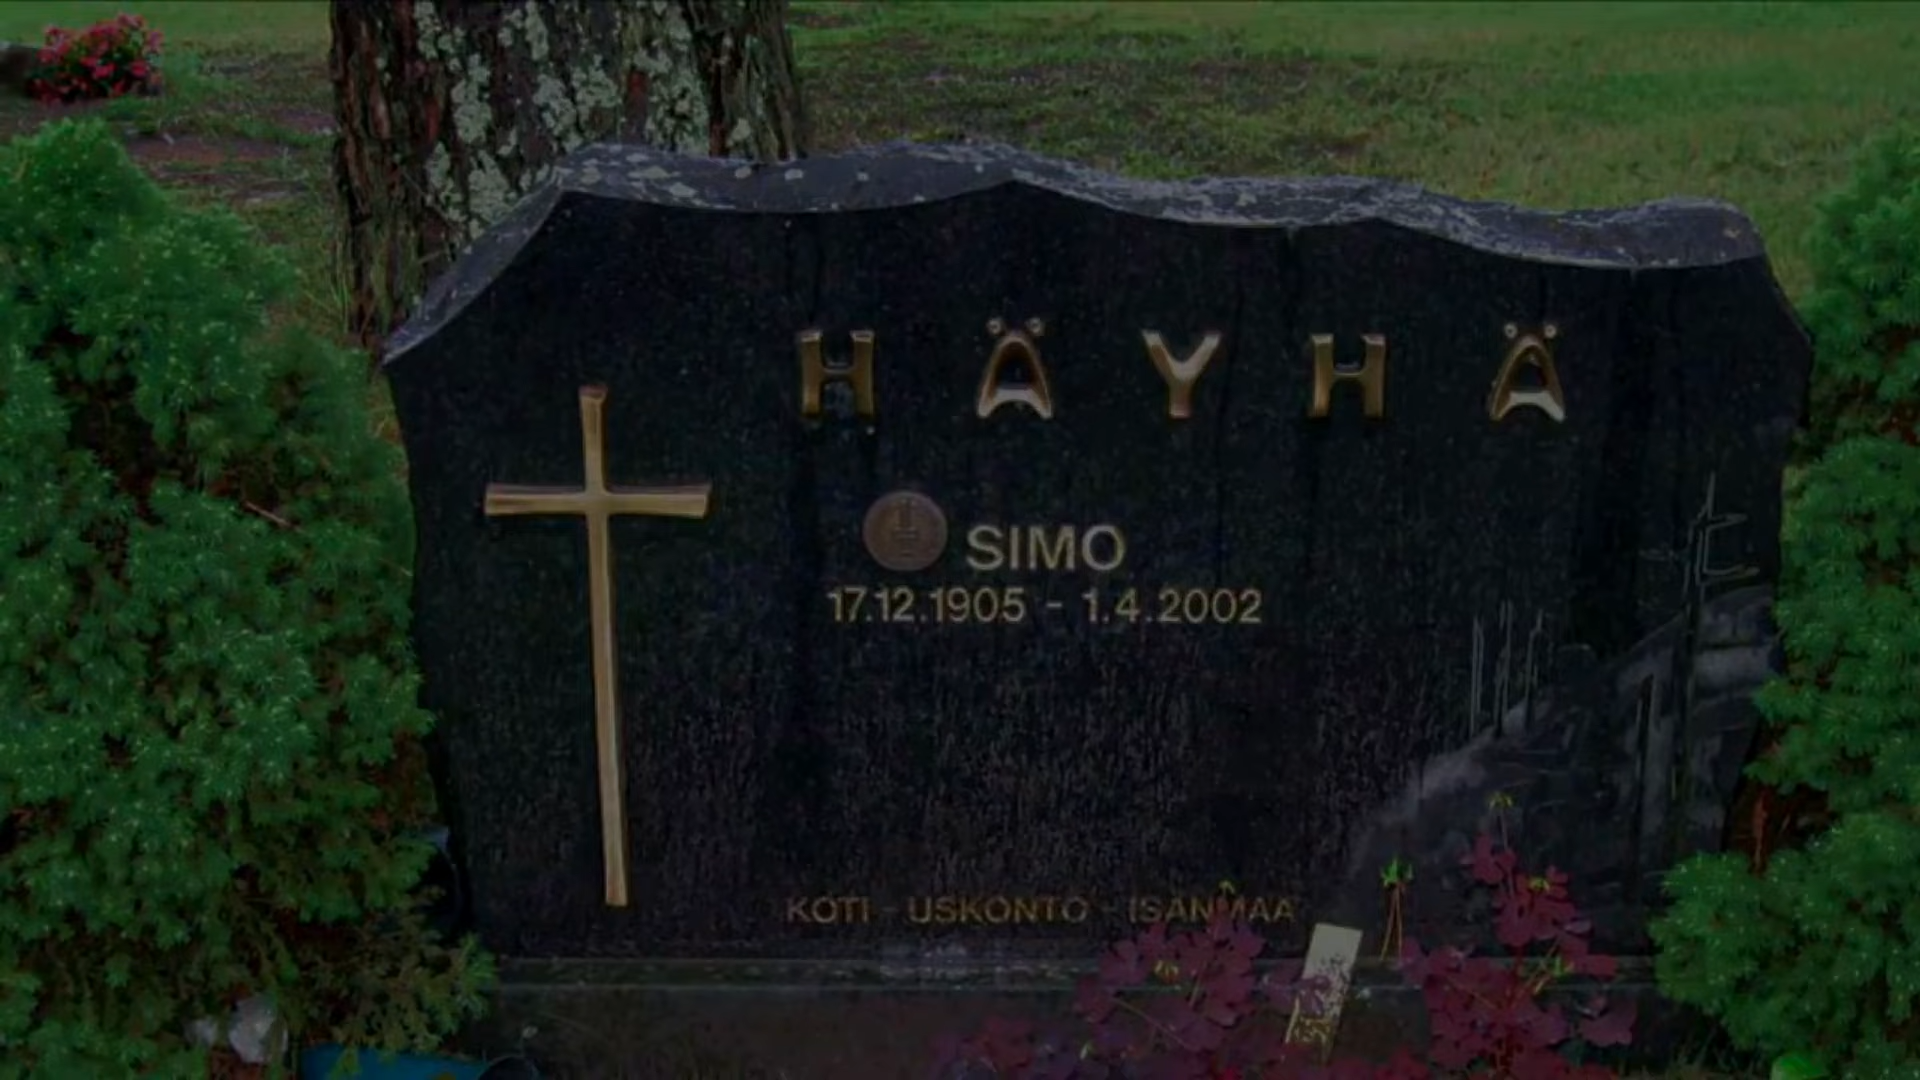 HÄYHÄ
SIMO
17.12.1905 - 1.4.2002
KOTI - USKONTO - ISÄNMAA